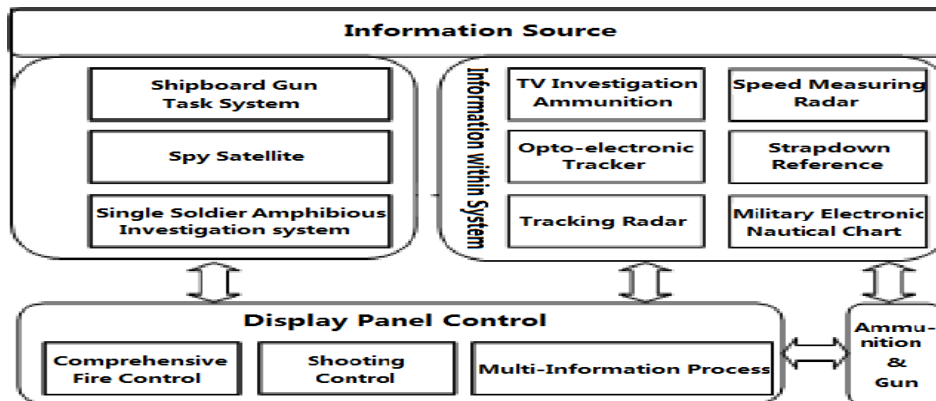 Information Source
Shipboard Gun
Task System
Spy Satellite
Single Soldier Amphibious
Investigation system
Information within System
TV Investigation
Ammunition
Speed Measuring
Radar
Opto-electronic
Tracker
Strapdown
Reference
Tracking Radar
Military Electronic
Nautical Chart
Display Panel Control
Comprehensive
Fire Control
Shooting
Control
Multi-Information Process
Ammu-
nition
&
Gun